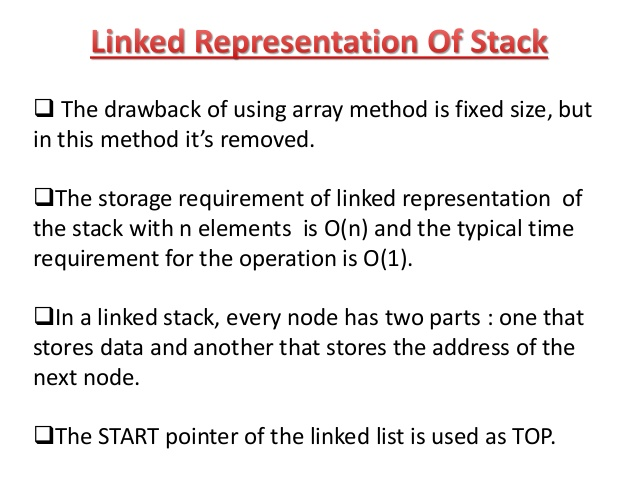 Linked Representation Of Stack
❑ The drawback of using array method is fixed size, but
in this method it’s removed.
❑The storage requirement of linked representation of
the stack with n elements is O(n) and the typical time
requirement for the operation is O(1).
❑In a linked stack, every node has two parts : one that
stores data and another that stores the address of the
next node.
❑The START pointer of the linked list is used as TOP.